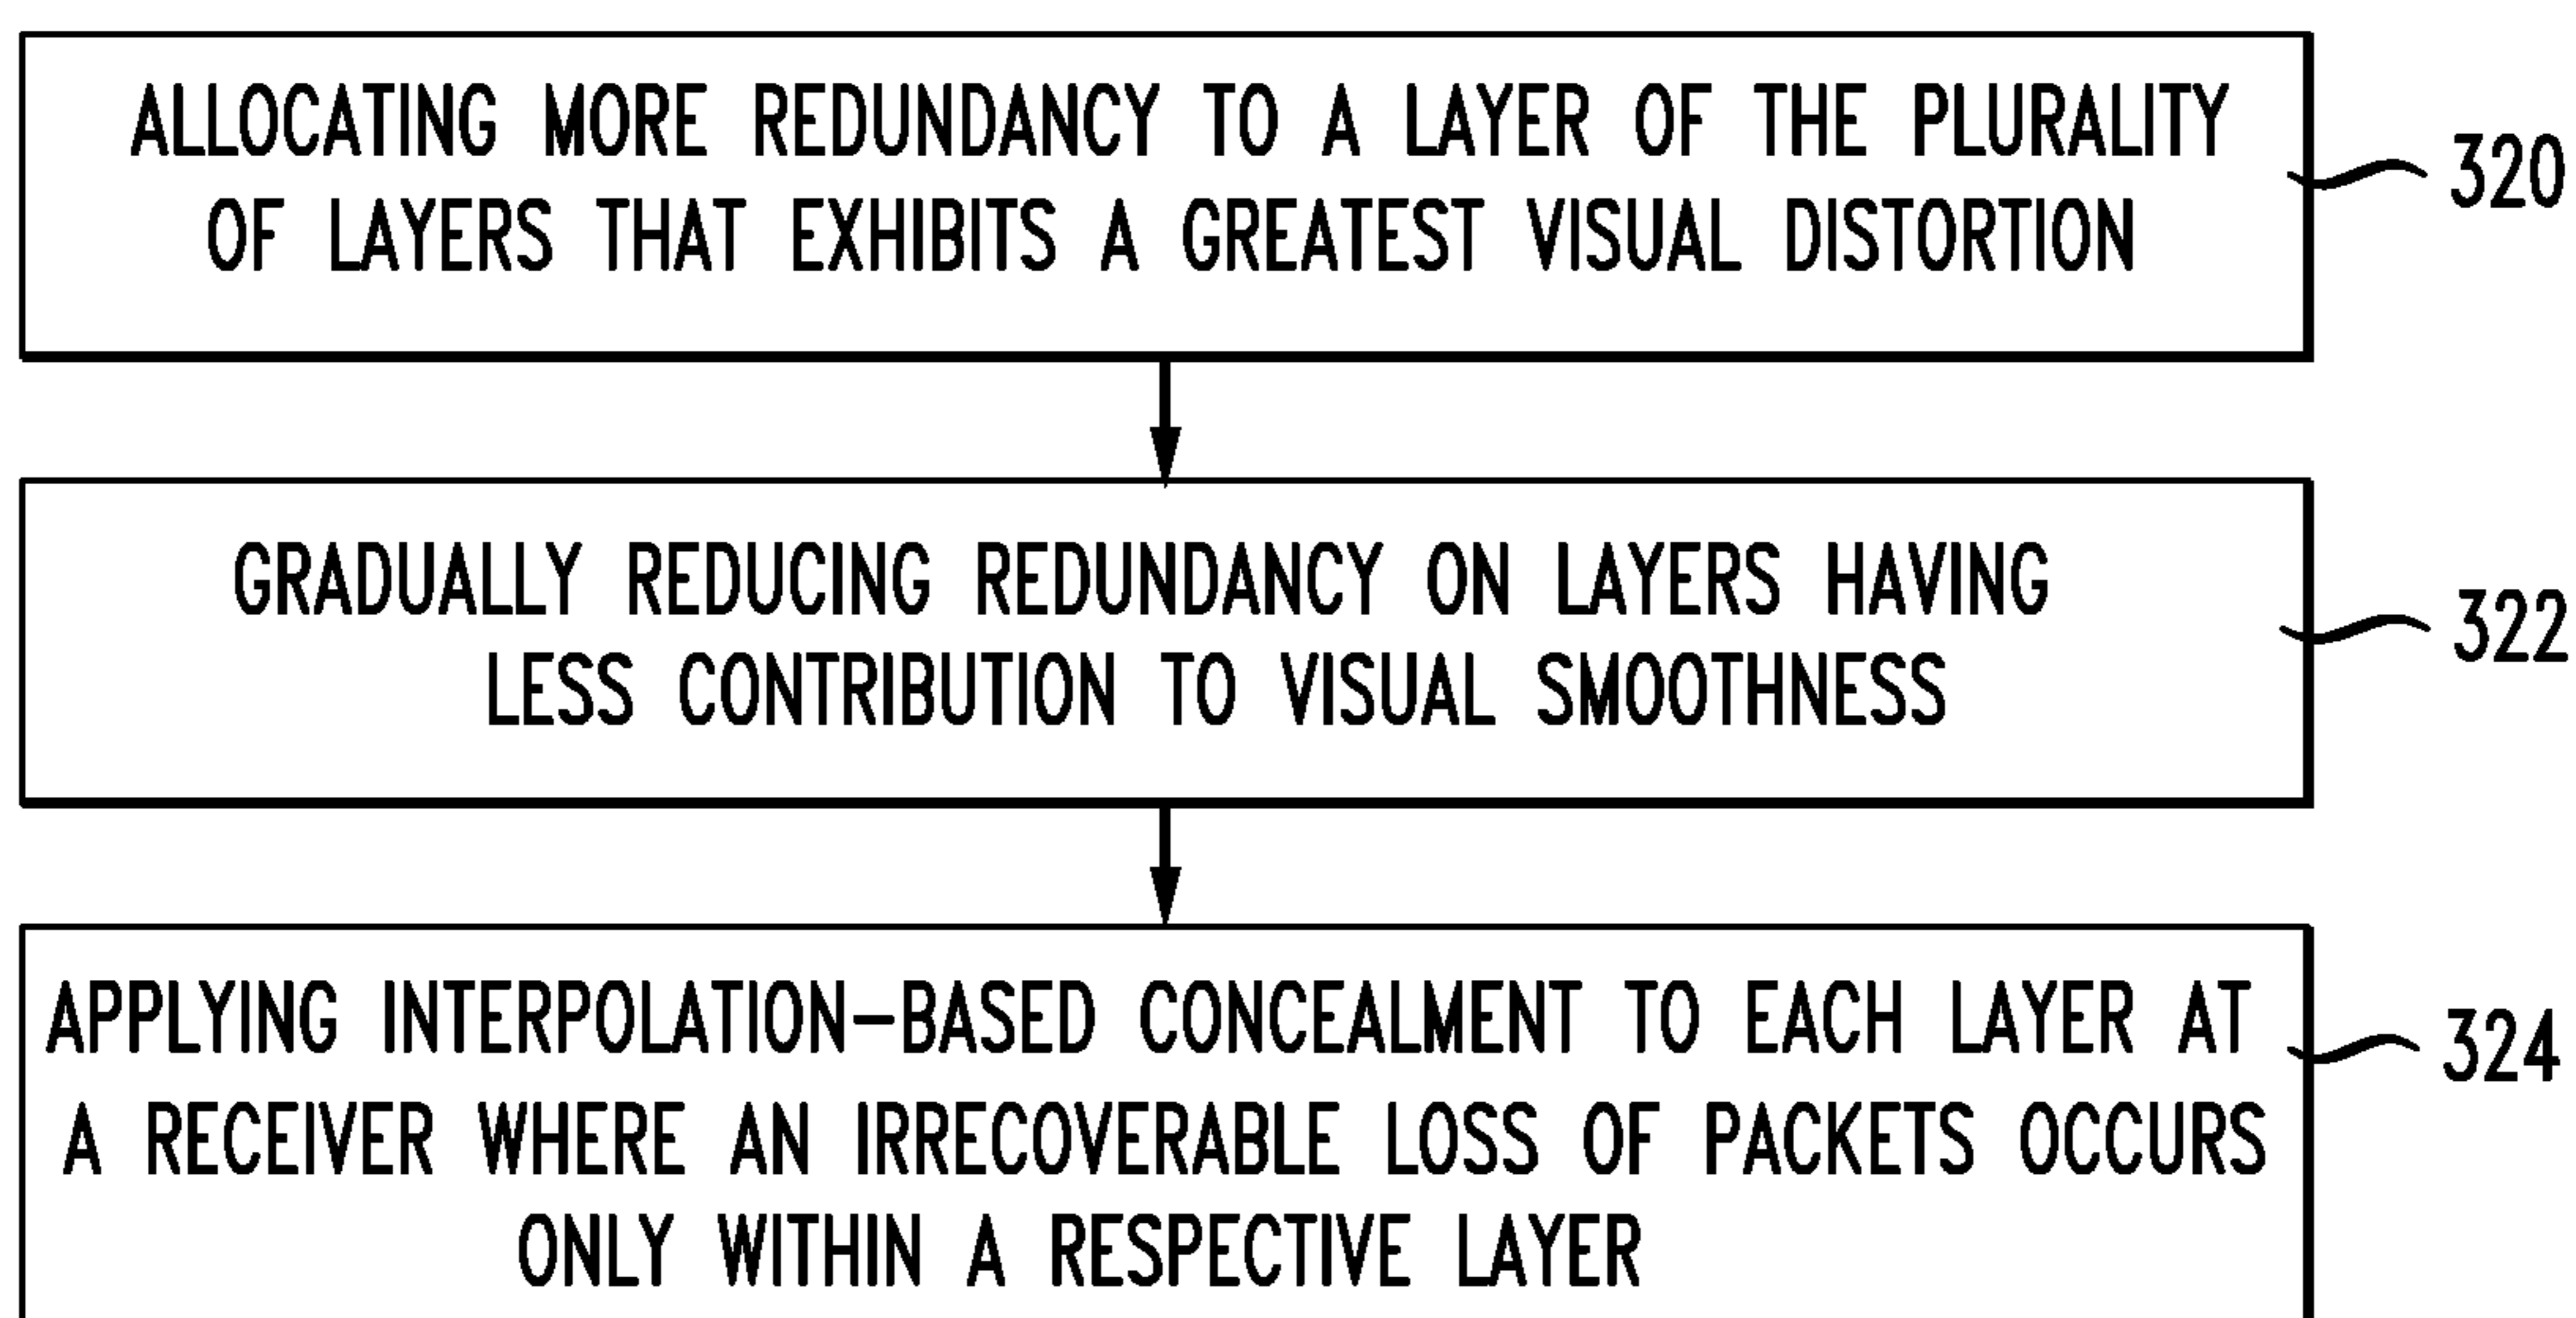 ALLOCATING MORE REDUNDANCY TO A LAYER OF THE PLURALITY
OF LAYERS THAT EXHIBITS A GREATEST VISUAL DISTORTION
320
GRADUALLY REDUCING REDUNDANCY ON LAYERS HAVING
LESS CONTRIBUTION TO VISUAL SMOOTHNESS
322
APPLYING INTERPOLATION-BASED CONCEALMENT TO EACH LAYER AT
A RECEIVER WHERE AN IRRECOVERABLE LOSS OF PACKETS OCCURS
ONLY WITHIN A RESPECTIVE LAYER
324